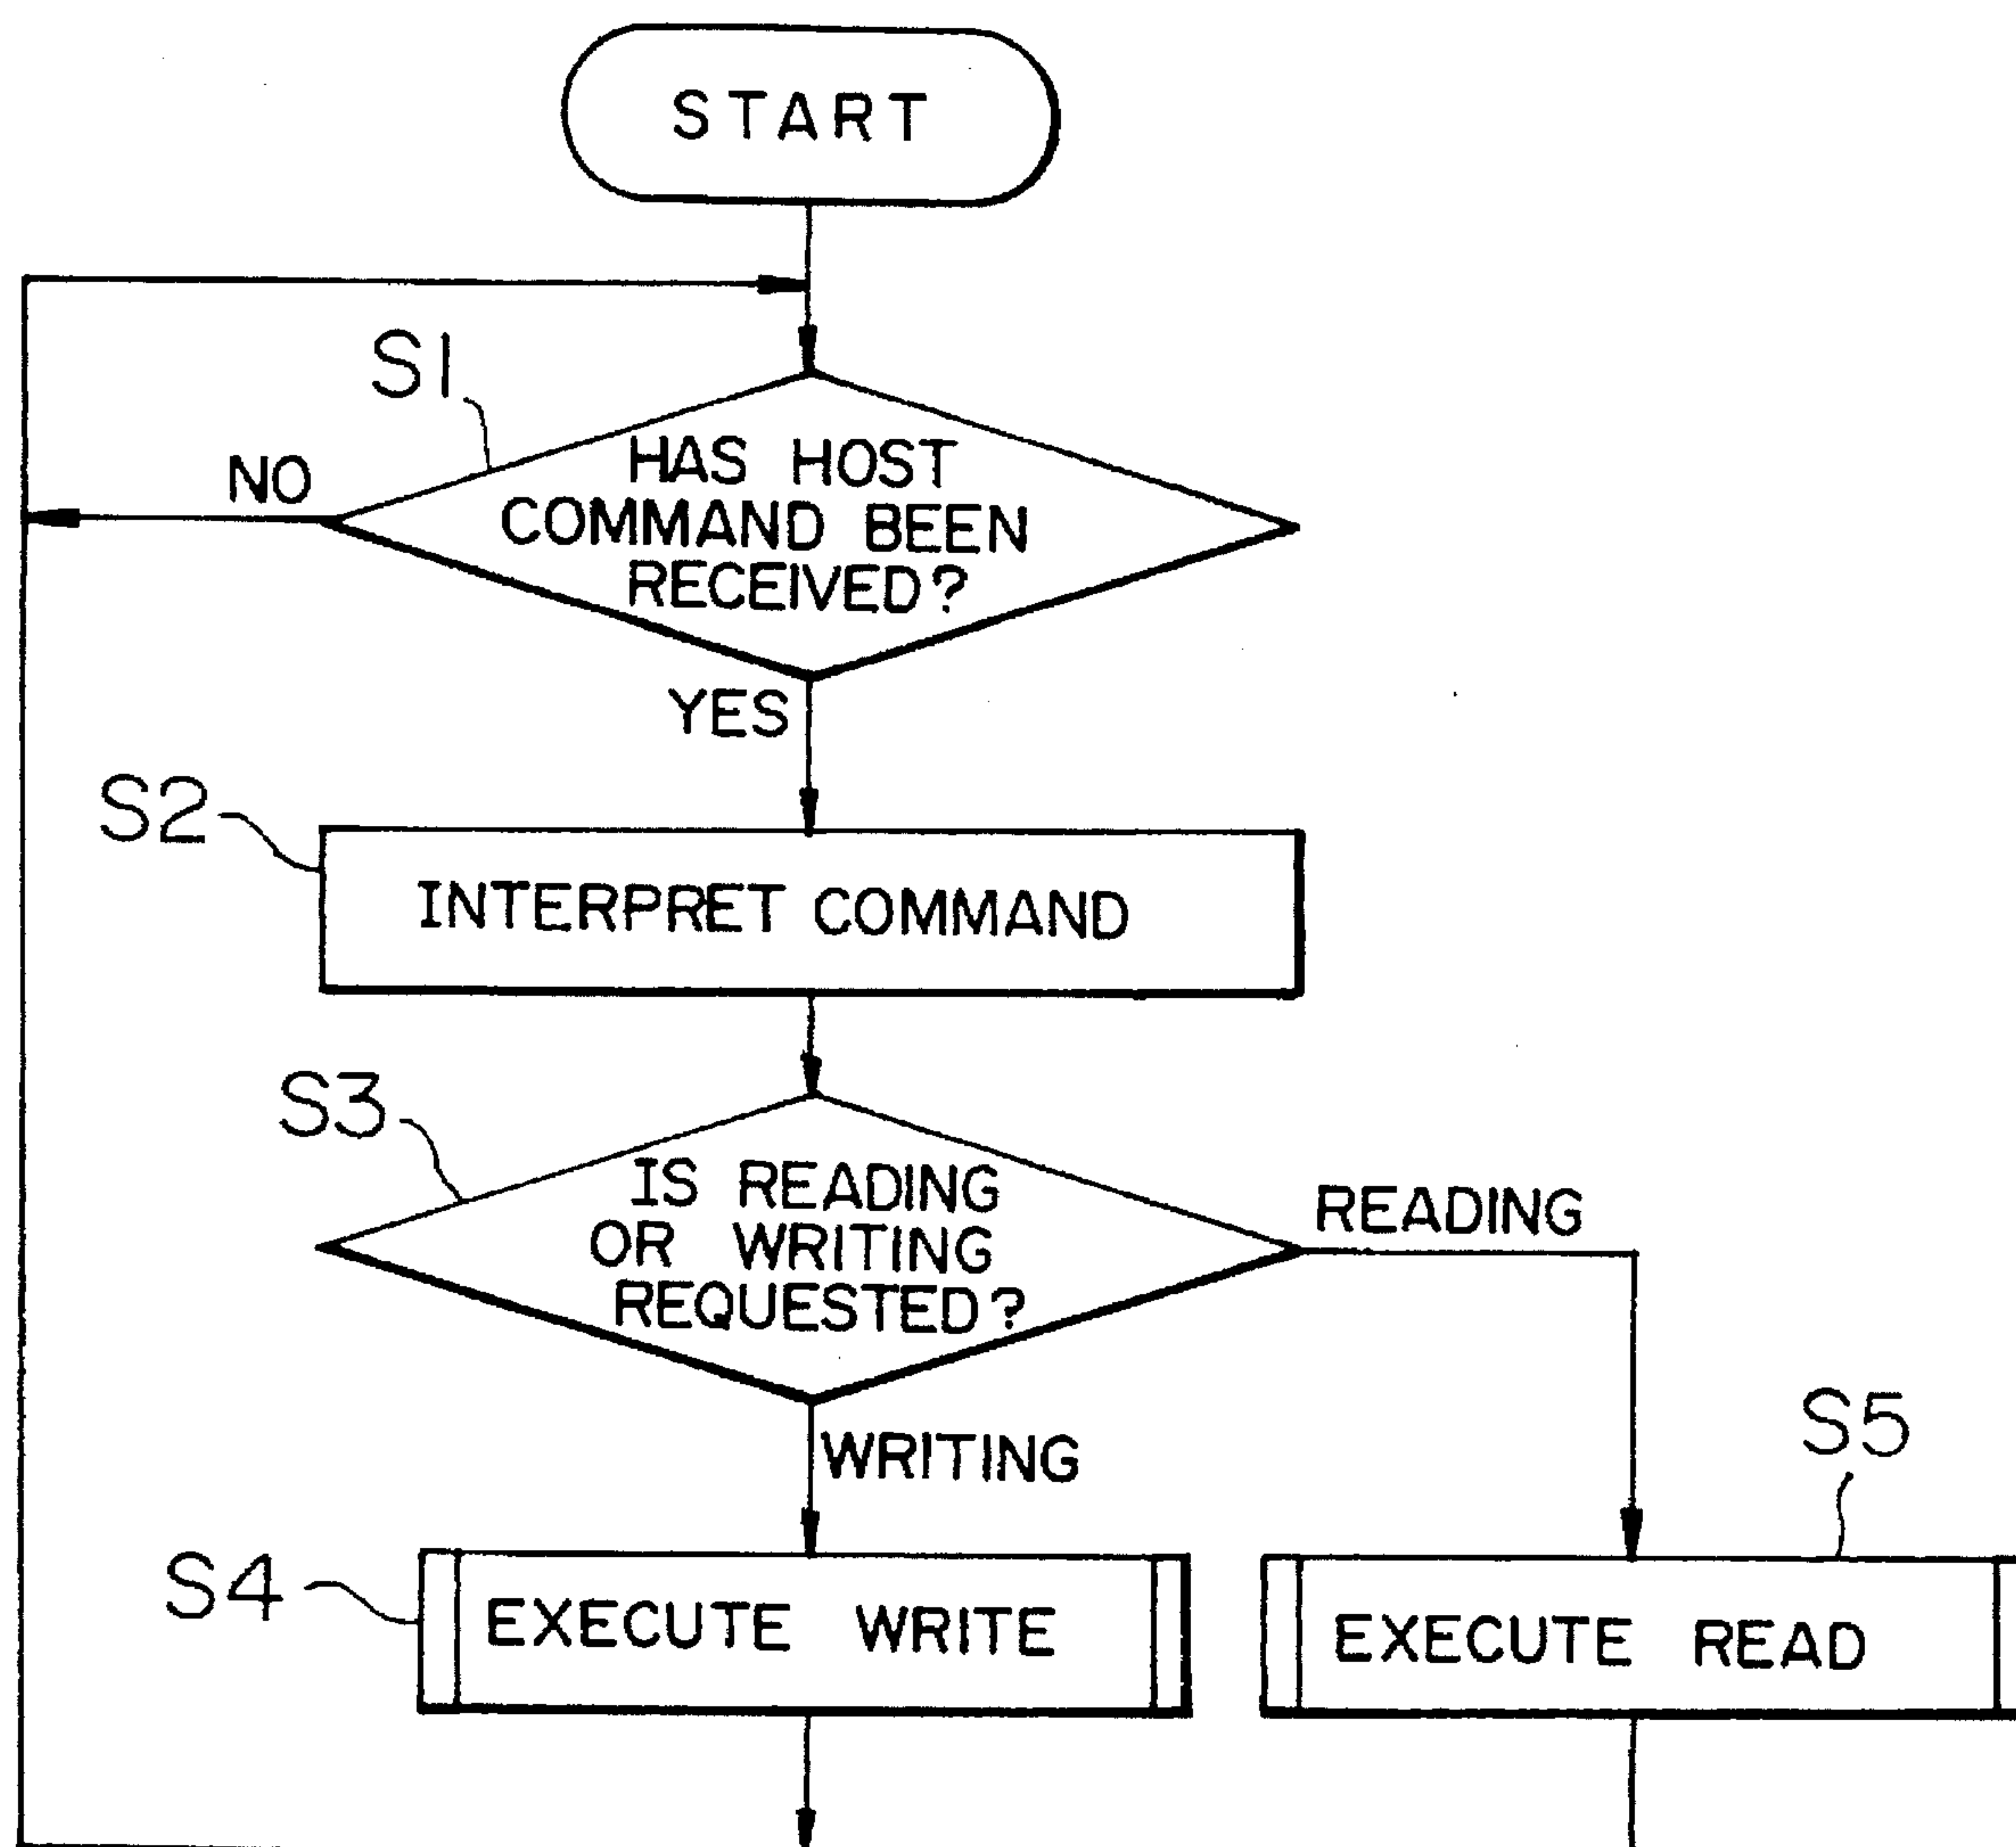 START
S1
HAS HOST
COMMAND BEEN
RECEIVED?
NO
YES
S2
INTERPRET COMMAND
S3
IS READING
OR WRITING
REQUESTED?
READING
WRITING
S4
EXECUTE WRITE
S5
EXECUTE READ